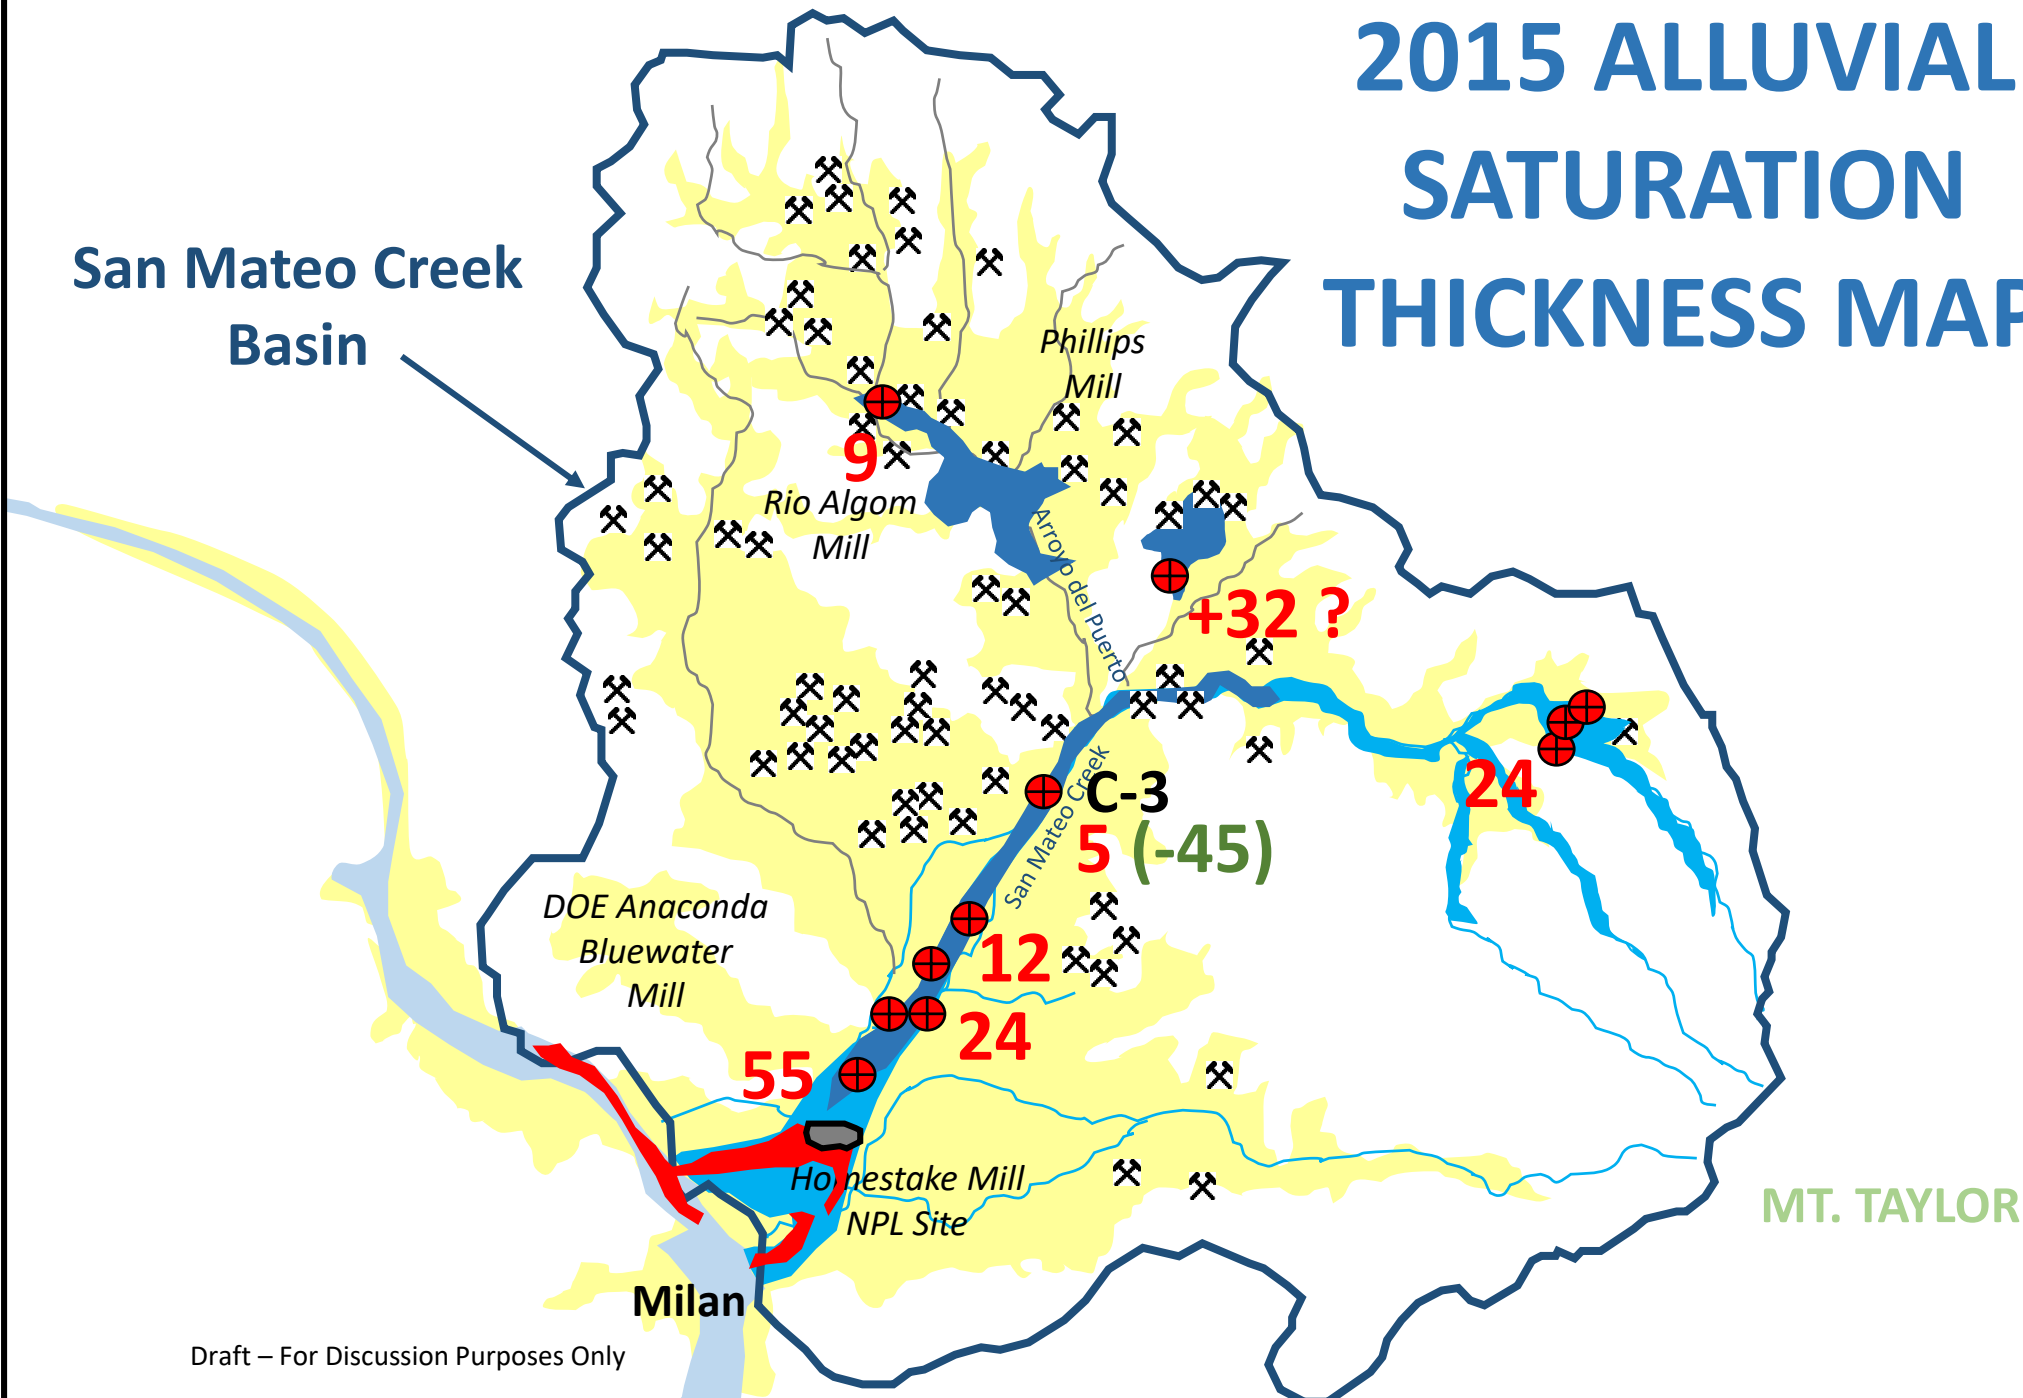 2015 ALLUVIAL
SATURATION
THICKNESS MAP
San Mateo Creek
Basin
Phillips
Mill
9
Rio Algom
Mill
Arroyo del Puerto
+32 ?
24
C-3
5 (-45)
San Mateo Creek
DOE Anaconda
Bluewater
Mill
12
24
55
Homestake Mill
NPL Site
MT. TAYLOR
Milan
Draft – For Discussion Purposes Only